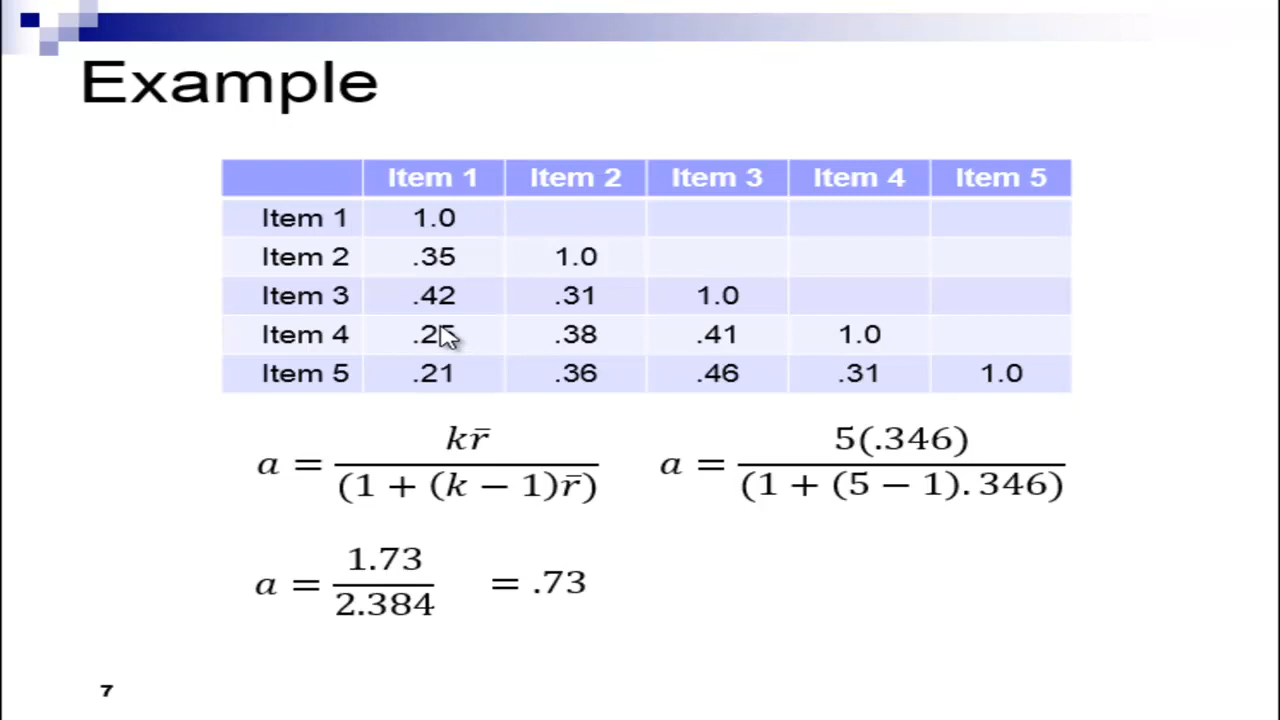 Example
Item 1 Item 2 Item 3 Item 4 Item 5
Item 1 1.0
Item 2 .35 1.0
Item 3 .42 .31 1.0
Item 4 .38 .41 1.0
Item 5 .21 .36 .46 .31 1.0
a = kr̄ / (1 + (k − 1)r̄) a = 5(.346) / (1 + (5 − 1).346)
a = 1.73 / 2.384 = .73
7